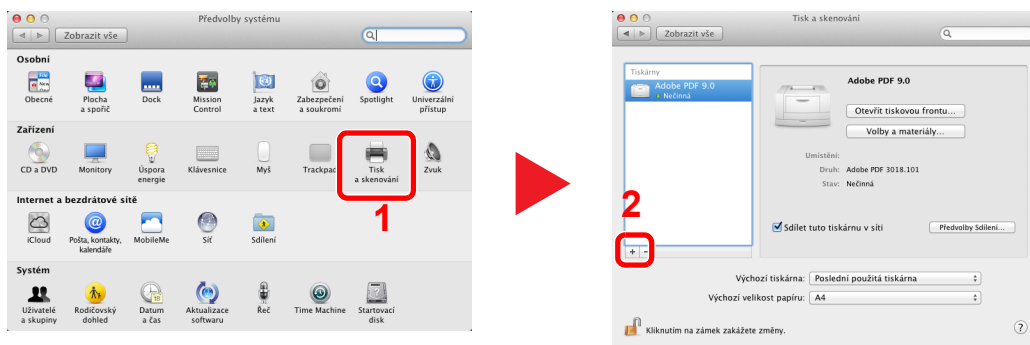 Předvolby systému
Zobrazit vše
Osobní
Obecné
Plocha
a spořič
Dock
Mission
Control
Jazyk
a text
Zabezpečení
a soukromí
Spotlight
Univerzální
přístup
Zařízení
CD a DVD
Monitory
Úspora
energie
Klávesnice
Myš
Trackpad
Tisk
a skenování
Zvuk
1
Internet a bezdrátové sítě
iCloud
Pošta, kontakty,
kalendáře
MobileMe
Síť
Sdílení
Systém
Uživatelé
a skupiny
Rodičovský
dohled
Datum
a čas
Aktualizace
softwaru
Řeč
Time Machine
Startovací
disk
Tisk a skenování
Zobrazit vše
Tiskárny
Adobe PDF 9.0
Nečinná
2
+ -
Adobe PDF 9.0
Otevřít tiskovou frontu...
Volby a materiály...
Umístění:
Druh: Adobe PDF 3018.101
Stav: Nečinná
Sdílet tuto tiskárnu v síti
Předvolby Sdílení...
Výchozí tiskárna: Poslední použitá tiskárna
Výchozí velikost papíru: A4
Kliknutím na zámek zakážete změny.
?